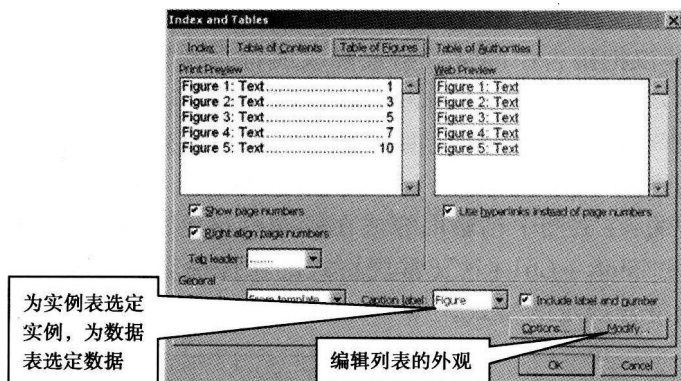 Index and Tables
Index Table of Contents Table of Figures Table of Authorities
Print Preview
Figure 1: Text.......................... 1
Figure 2: Text.......................... 3
Figure 3: Text.......................... 5
Figure 4: Text.......................... 7
Figure 5: Text........................ 10
Web Preview
Figure 1: Text
Figure 2: Text
Figure 3: Text
Figure 4: Text
Figure 5: Text
Show page numbers
Right align page numbers
Use hyperlinks instead of page numbers
Tab leader: .......
General
From template Caption label: Figure Include label and number
Options... Modify...
OK Cancel
为实例表选定
实例，为数据
表选定数据
编辑列表的外观